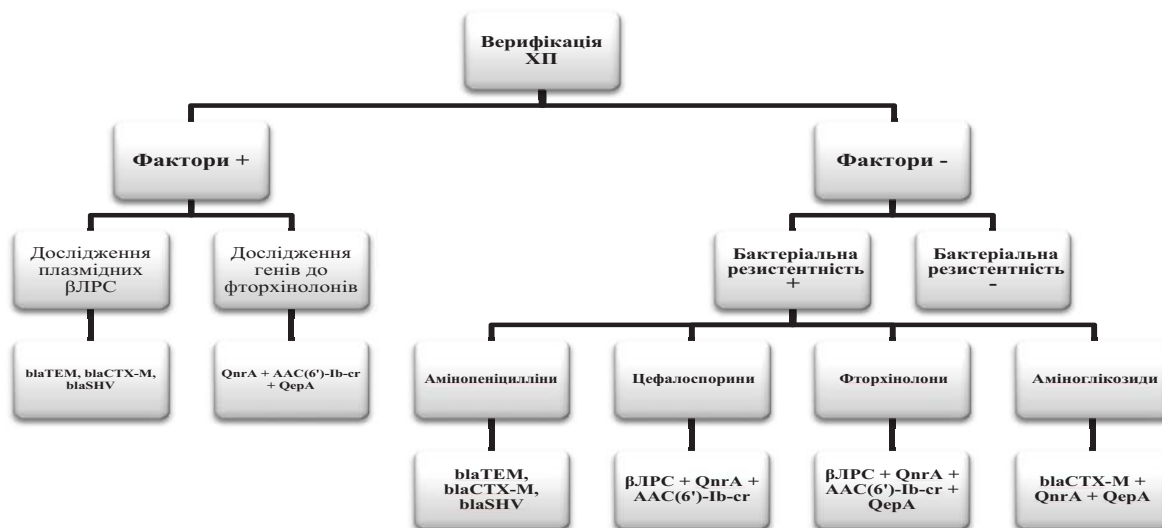 Верифікація
ХП
Фактори +
Фактори -
Дослідження
плазмідних
βЛРС
Дослідження
генів до
фторхінолонів
Бактеріальна
резистентність
+
Бактеріальна
резистентність
-
blaTEM, blaCTX-M,
blaSHV
QnrA + AAC(6')-Ib-cr
+ QepA
Амінопеніцилліни
Цефалоспорини
Фторхінолони
Аміноглікозиди
blaTEM,
blaCTX-M,
blaSHV
βЛРС + QnrA +
AAC(6')-Ib-cr
βЛРС + QnrA +
AAC(6')-Ib-cr +
QepA
blaCTX-M +
QnrA + QepA